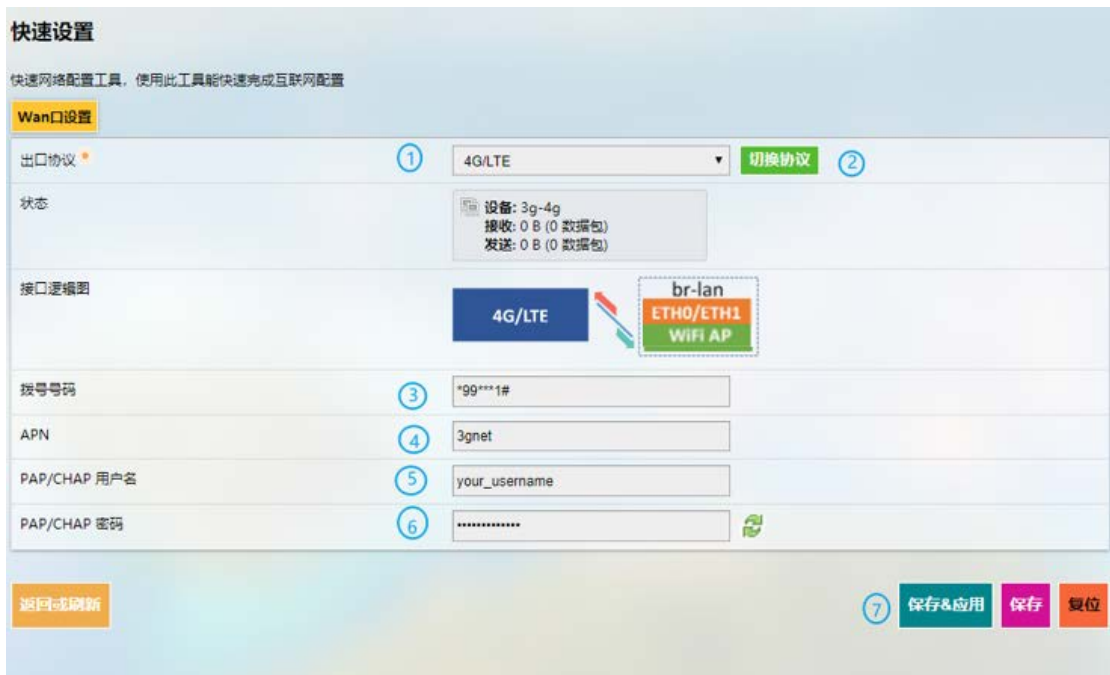 快速设置
快速网络配置工具，使用此工具能快速完成互联网配置
Wan口设置
出口协议 ① 4G/LTE 切换协议 ②
状态
设备: 3g-4g
接收: 0 B (0 数据包)
发送: 0 B (0 数据包)
接口逻辑图
4G/LTE
br-lan
ETH0/ETH1
WiFi AP
拨号号码 ③ *99***1#
APN ④ 3gnet
PAP/CHAP 用户名 ⑤ your_username
PAP/CHAP 密码 ⑥ •••••••••••••
返回或刷新 ⑦ 保存&应用 保存 复位